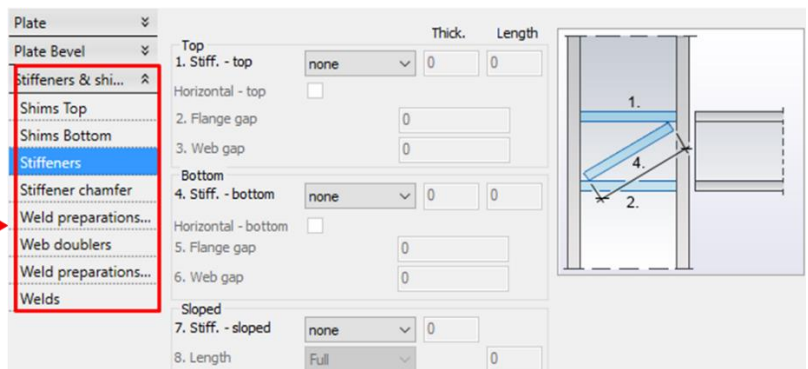 Plate
Plate Bevel
Stiffeners & shi...
Shims Top
Shims Bottom
Stiffeners
Stiffener chamfer
Weld preparations...
Web doublers
Weld preparations...
Welds
Thick. Length
Top
1. Stiff. - top none 0 0
Horizontal - top
2. Flange gap 0
3. Web gap 0
Bottom
4. Stiff. - bottom none 0 0
Horizontal - bottom
5. Flange gap 0
6. Web gap 0
Sloped
7. Stiff. - sloped none 0
8. Length Full 0
1.
4.
2.